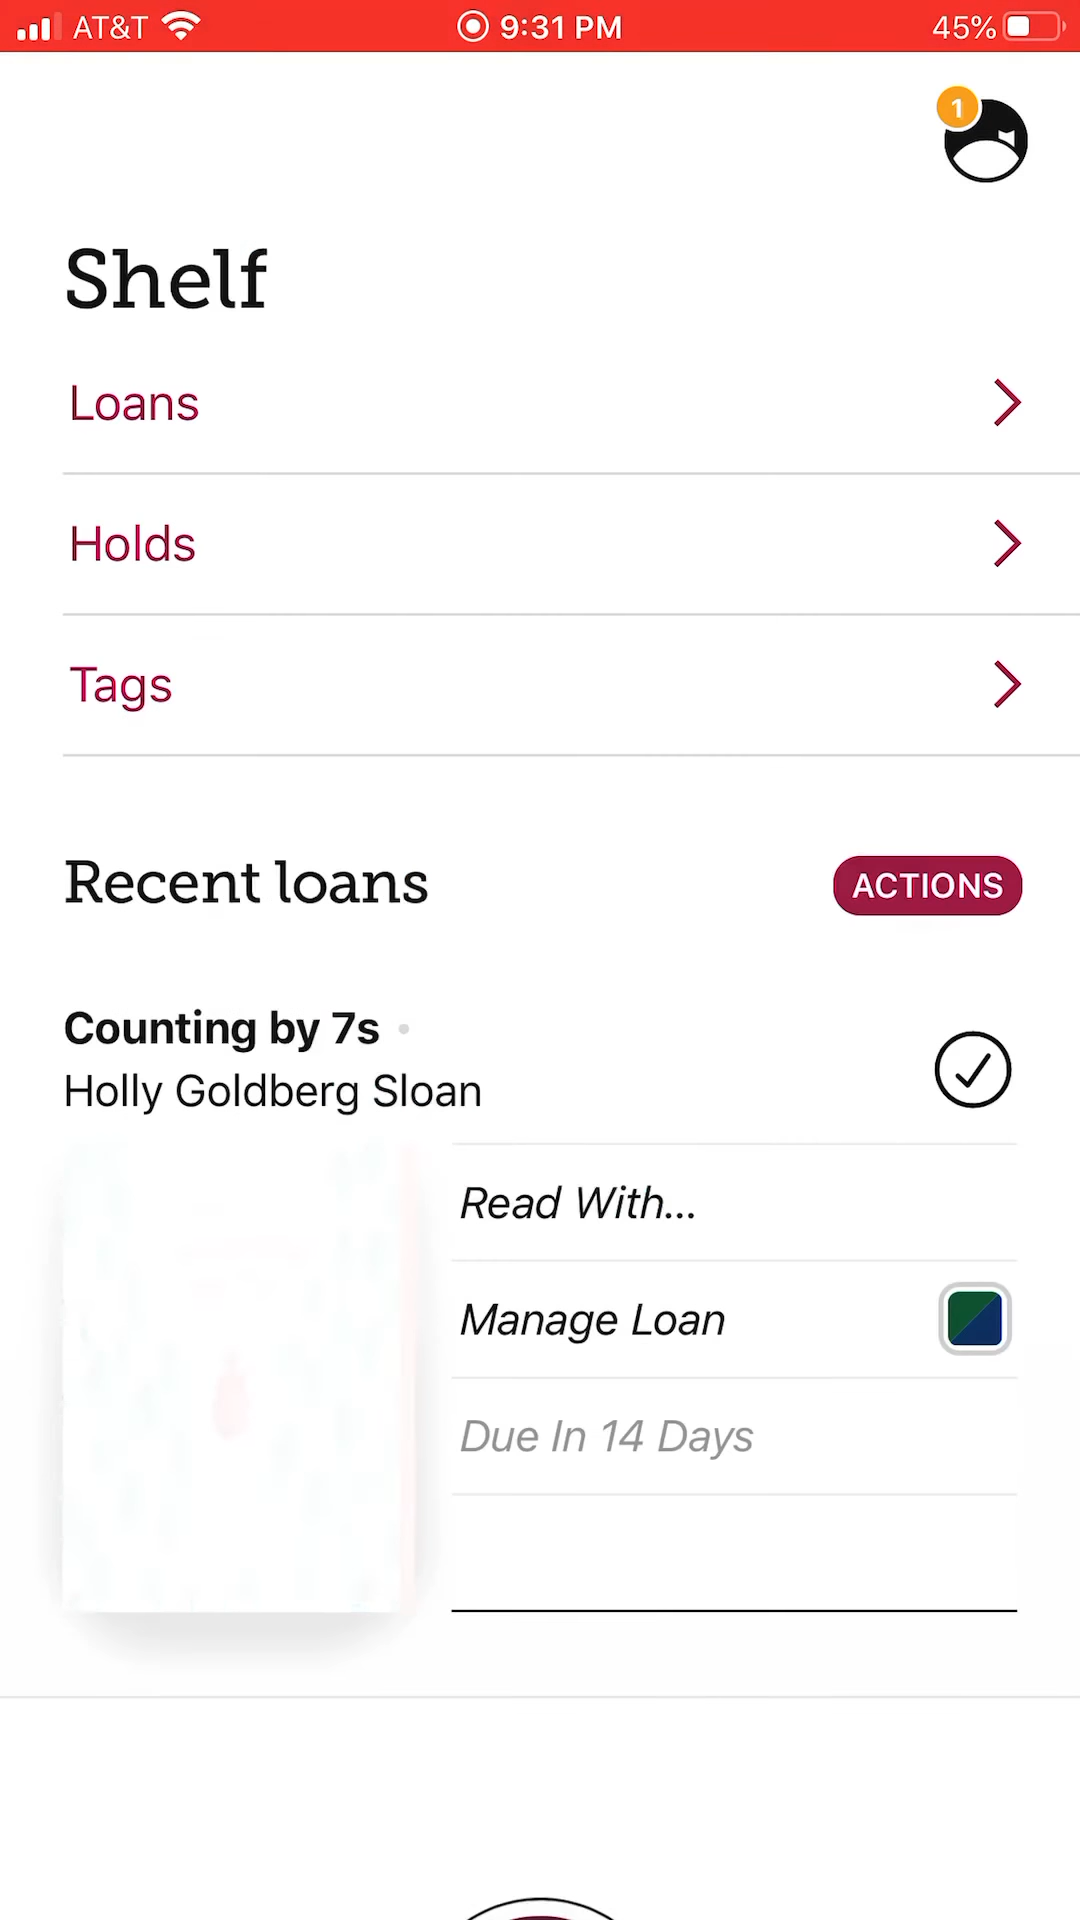 AT&T 9:31 PM 45%
1
Shelf
Loans
Holds
Tags
Recent loans ACTIONS
Counting by 7s
Holly Goldberg Sloan
Read With...
Manage Loan
Due In 14 Days